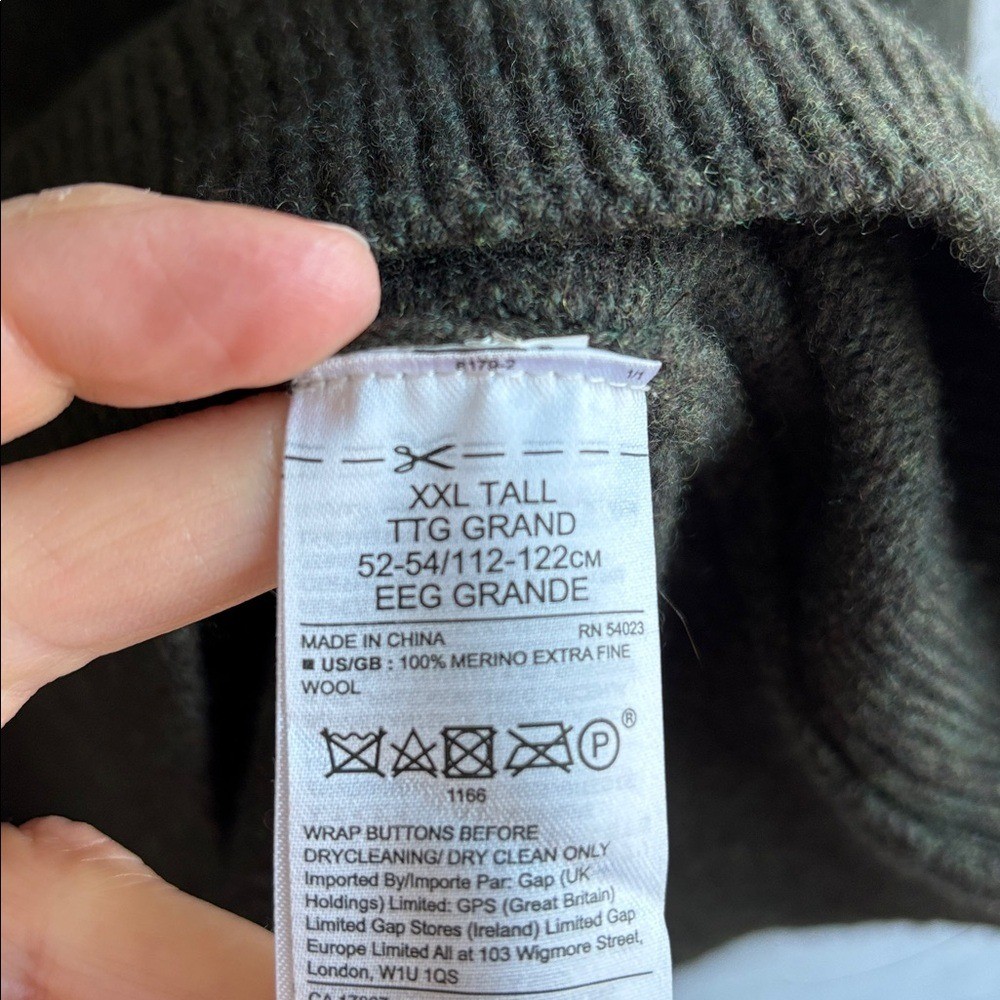 XXL TALL
TTG GRAND
52-54/112-122CM
EEG GRANDE
MADE IN CHINA RN 54023
US/GB : 100% MERINO EXTRA FINE
WOOL
P ®
1166
WRAP BUTTONS BEFORE
DRYCLEANING/ DRY CLEAN ONLY
Imported By/Importe Par: Gap (UK
Holdings) Limited: GPS (Great Britain)
Limited Gap Stores (Ireland) Limited Gap
Europe Limited All at 103 Wigmore Street,
London, W1U 1QS